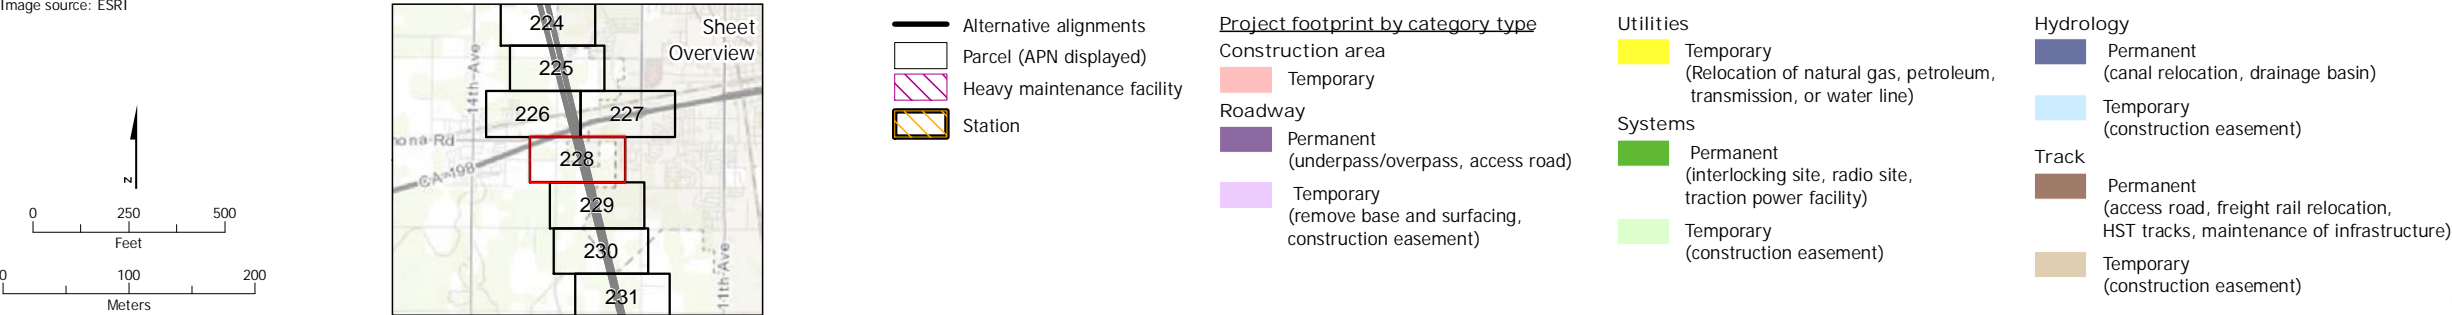 Image source: ESRI
N
0 250 500
Feet
0 100 200
Meters
Sheet
Overview
224
225
226
227
228
229
230
231
14th-Ave
ona-Rd
CA-198
11th-Ave
Alternative alignments
Parcel (APN displayed)
Heavy maintenance facility
Station
Project footprint by category type
Construction area
Temporary
Roadway
Permanent
(underpass/overpass, access road)
Temporary
(remove base and surfacing,
construction easement)
Utilities
Temporary
(Relocation of natural gas, petroleum,
transmission, or water line)
Systems
Permanent
(interlocking site, radio site,
traction power facility)
Temporary
(construction easement)
Hydrology
Permanent
(canal relocation, drainage basin)
Temporary
(construction easement)
Track
Permanent
(access road, freight rail relocation,
HST tracks, maintenance of infrastructure)
Temporary
(construction easement)